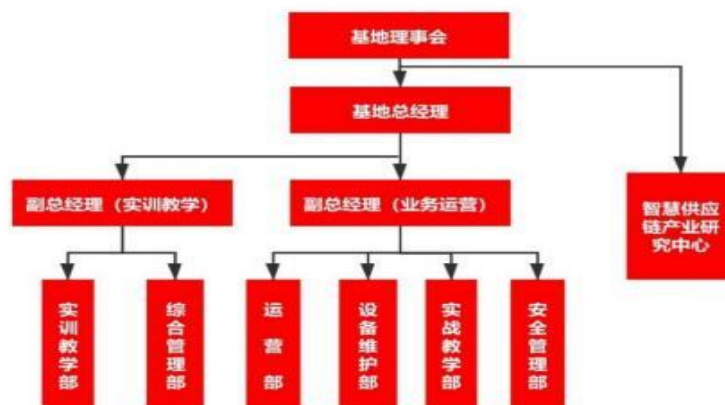 基地理事会
基地总经理
副总经理（实训教学）
副总经理（业务运营）
智慧供应
链产业研
究中心
实训教学部
综合管理部
运营部
设备维护部
实战教学部
安全管理部